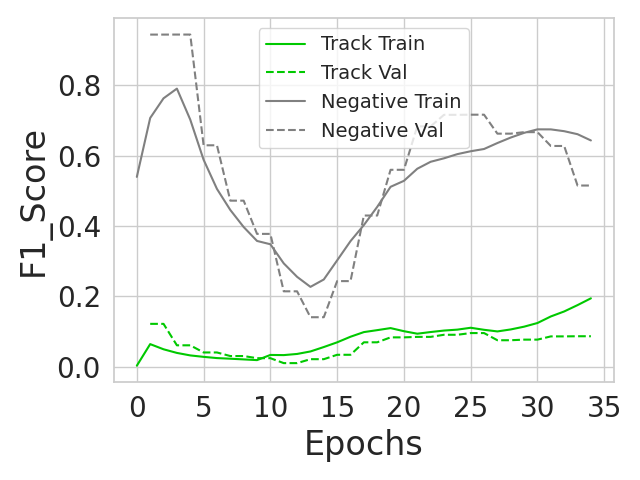 Track Train
Track Val
Negative Train
Negative Val
F1_Score
0.8
0.6
0.4
0.2
0.0
0 5 10 15 20 25 30 35
Epochs